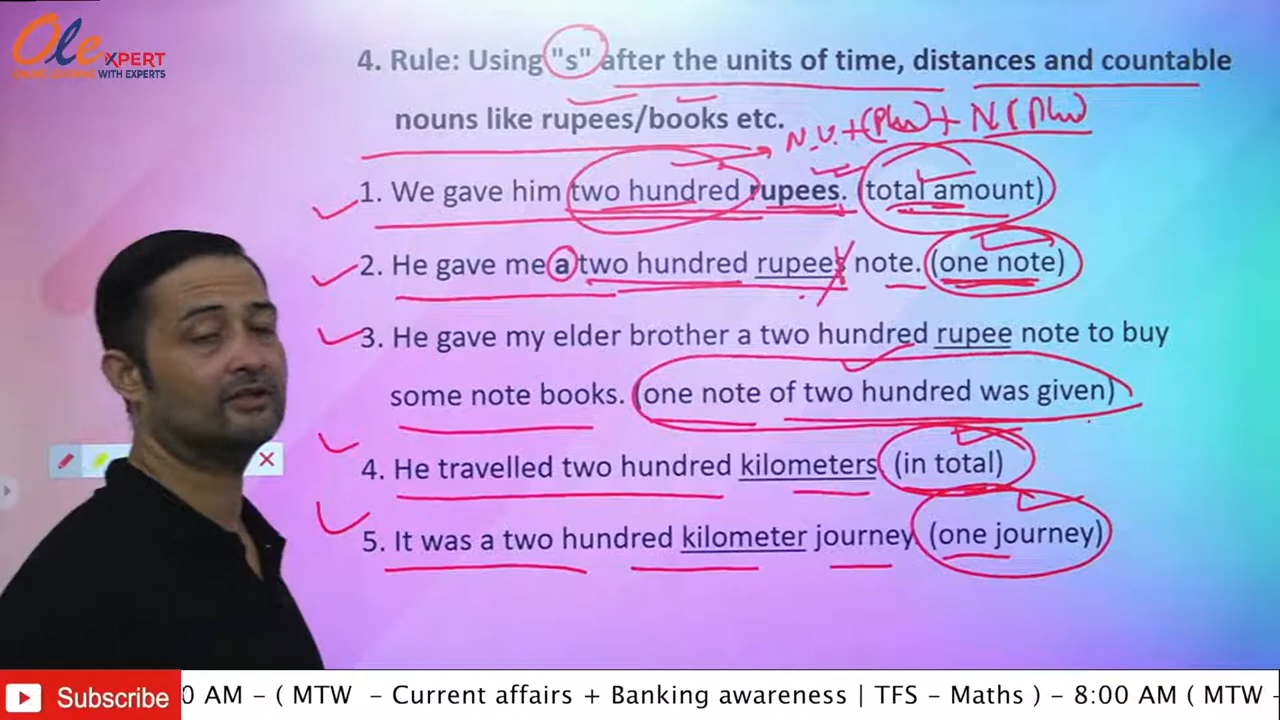 Ole
XPERT
ONLINE LEARNING WITH EXPERTS
4. Rule: Using "s" after the units of time, distances and countable
nouns like rupees/books etc.
N.U. + (Plu) + N (Plu)
1. We gave him two hundred rupees. (total amount)
2. He gave me a two hundred rupees note. (one note)
3. He gave my elder brother a two hundred rupee note to buy
some note books. (one note of two hundred was given)
4. He travelled two hundred kilometers (in total)
5. It was a two hundred kilometer journey (one journey)
Subscribe
0 AM – ( MTW – Current affairs + Banking awareness | TFS – Maths ) – 8:00 AM ( MTW –